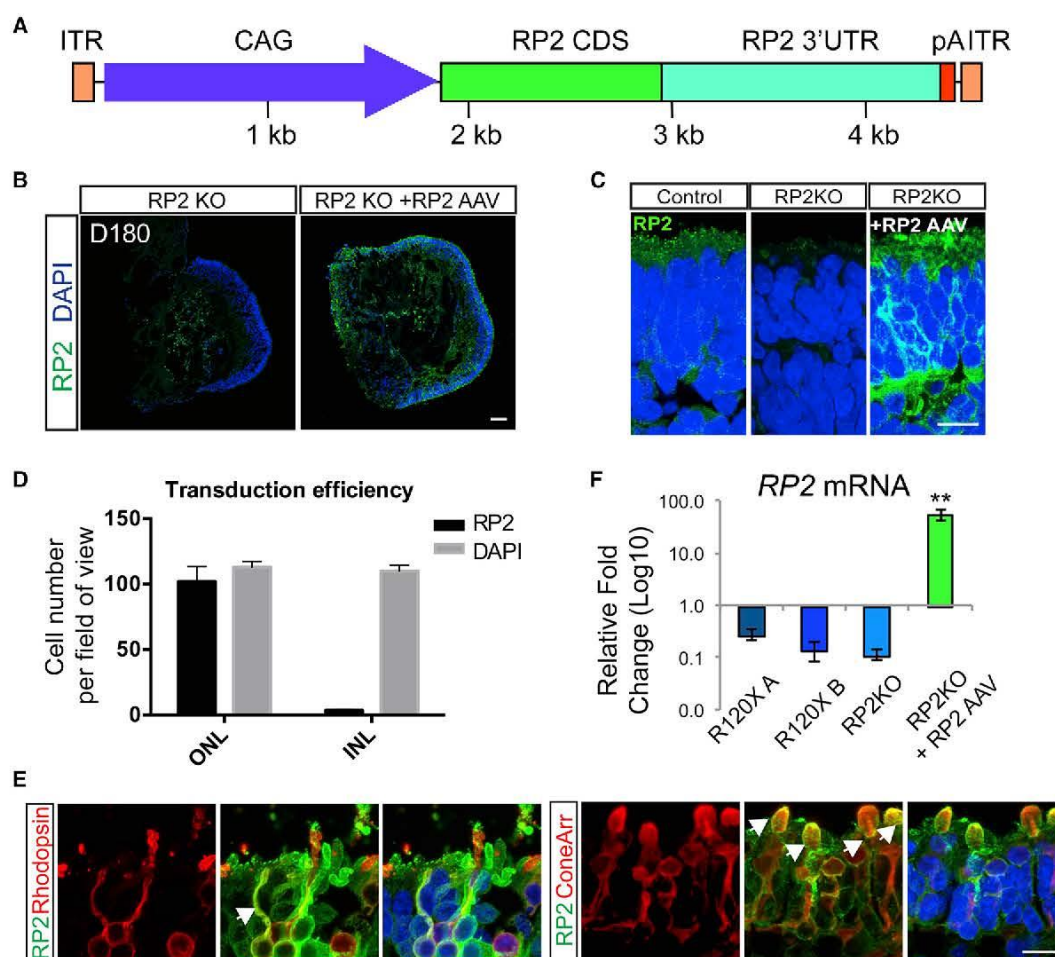 A
ITR CAG RP2 CDS RP2 3'UTR pA ITR
1 kb 2 kb 3 kb 4 kb
B
RP2 KO RP2 KO +RP2 AAV
D180
RP2 DAPI
C
Control RP2KO RP2KO
RP2 +RP2 AAV
D
Transduction efficiency
Cell number
per field of view
150
100
50
0
RP2
DAPI
ONL INL
F
RP2 mRNA
Relative Fold
Change (Log10)
100.0
10.0
1.0
0.1
0.0
**
R120X A
R120X B
RP2KO
RP2KO
+ RP2 AAV
E
RP2 Rhodopsin
RP2 ConeArr